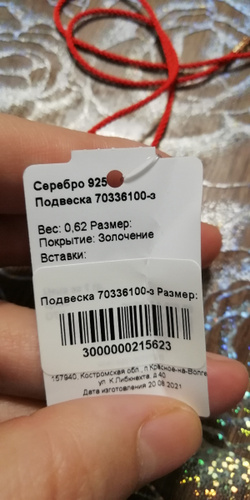 Серебро 925
Подвеска 70336100-з
Вес: 0,62 Размер:
Покрытие: Золочение
Вставки:
Подвеска 70336100-з Размер:
3000000215623
157940, Костромская обл., п.Красное-на-Волге
ул. К.Либкнехта, д.40
Дата изготовления 20.08.2021